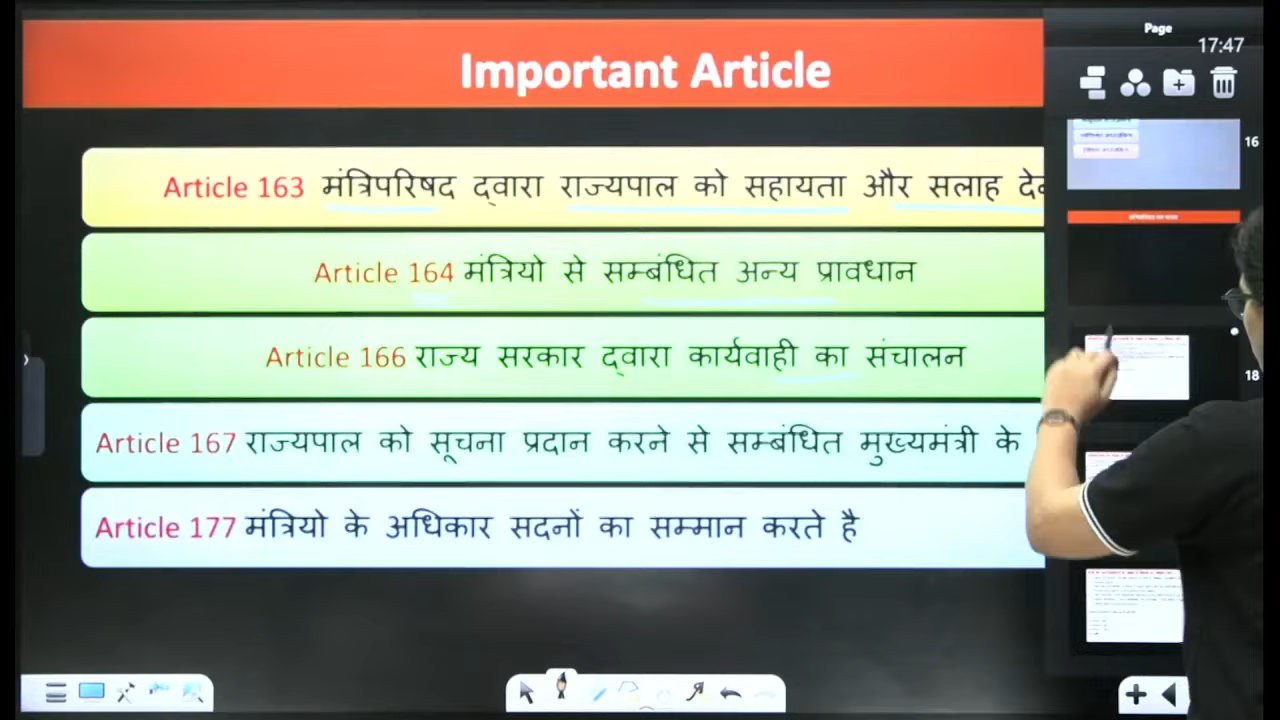 Important Article
Page
17:47
16
Article 163 मंत्रिपरिषद द्वारा राज्यपाल को सहायता और सलाह
Article 164 मंत्रियो से सम्बंधित अन्य प्रावधान
Article 166 राज्य सरकार द्वारा कार्यवाही का संचालन
18
Article 167 राज्यपाल को सूचना प्रदान करने से सम्बंधित मुख्यमंत्री के
Article 177 मंत्रियो के अधिकार सदनों का सम्मान करते है